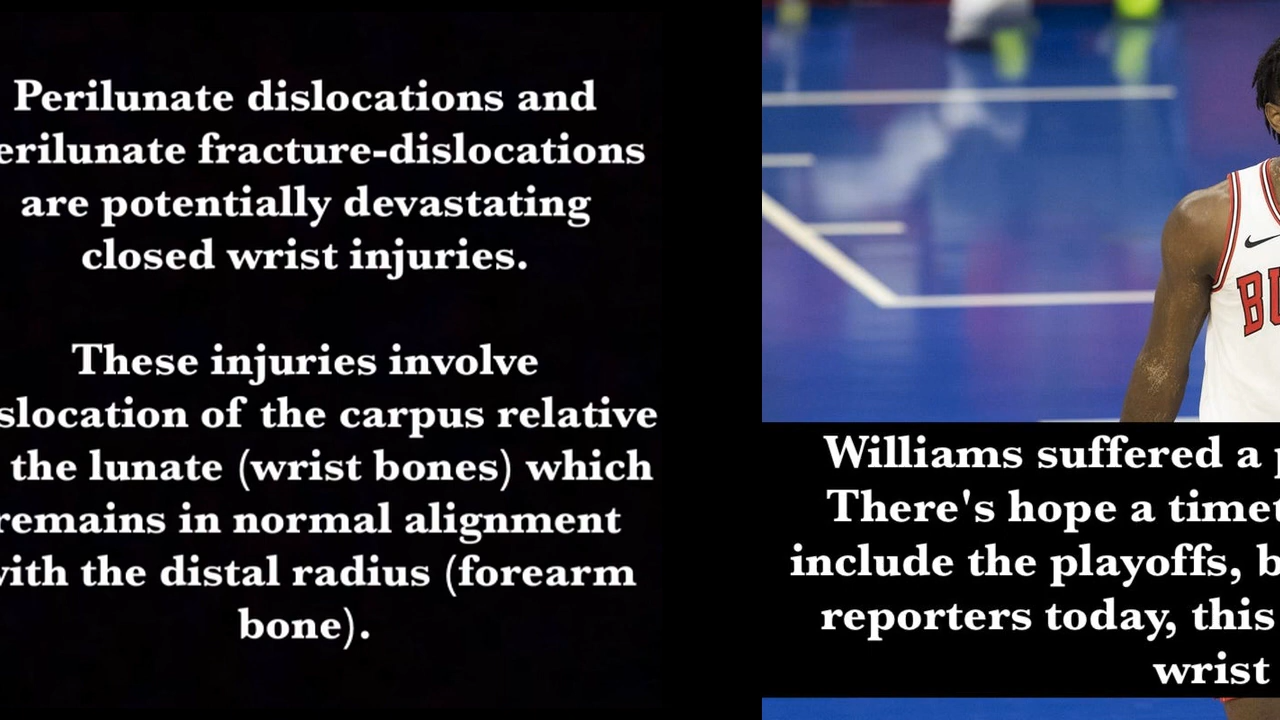 Perilunate dislocations and
erilunate fracture-dislocations
are potentially devastating
closed wrist injuries.
These injuries involve
slocation of the carpus relative
the lunate (wrist bones) which
remains in normal alignment
ith the distal radius (forearm
bone).
BU
Williams suffered a p
There's hope a timet
include the playoffs, b
reporters today, this
wrist